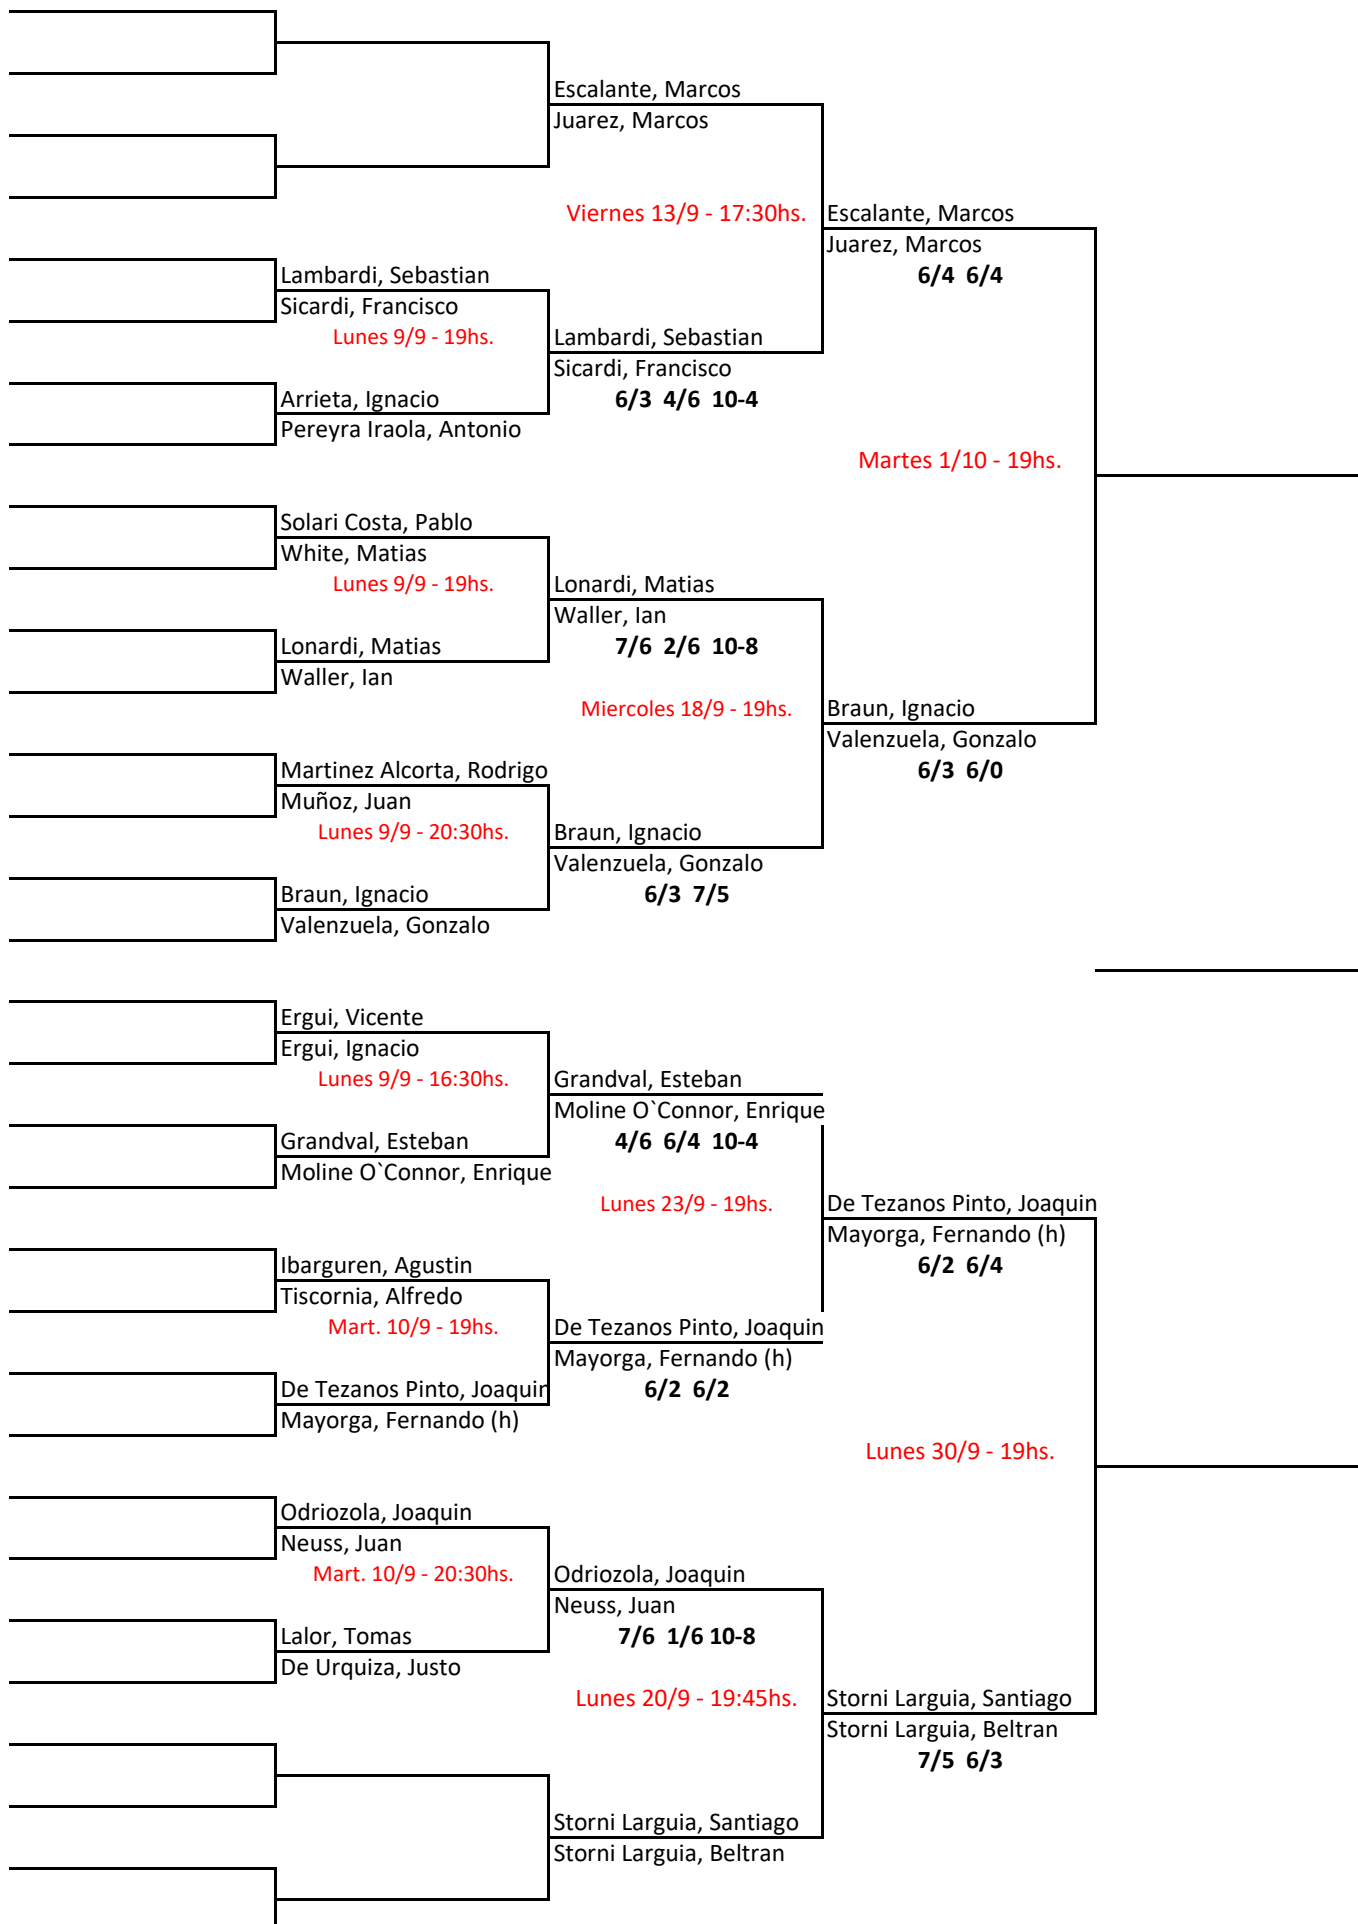 Escalante, Marcos
Juarez, Marcos
Viernes 13/9 - 17:30hs.
Escalante, Marcos
Juarez, Marcos
6/4 6/4
Lambardi, Sebastian
Sicardi, Francisco
Lunes 9/9 - 19hs.
Lambardi, Sebastian
Sicardi, Francisco
6/3 4/6 10-4
Arrieta, Ignacio
Pereyra Iraola, Antonio
Martes 1/10 - 19hs.
Solari Costa, Pablo
White, Matias
Lunes 9/9 - 19hs.
Lonardi, Matias
Waller, Ian
7/6 2/6 10-8
Lonardi, Matias
Waller, Ian
Miercoles 18/9 - 19hs.
Braun, Ignacio
Valenzuela, Gonzalo
6/3 6/0
Martinez Alcorta, Rodrigo
Muñoz, Juan
Lunes 9/9 - 20:30hs.
Braun, Ignacio
Valenzuela, Gonzalo
6/3 7/5
Braun, Ignacio
Valenzuela, Gonzalo
Ergui, Vicente
Ergui, Ignacio
Lunes 9/9 - 16:30hs.
Grandval, Esteban
Moline O`Connor, Enrique
4/6 6/4 10-4
Grandval, Esteban
Moline O`Connor, Enrique
Lunes 23/9 - 19hs.
De Tezanos Pinto, Joaquin
Mayorga, Fernando (h)
6/2 6/4
Ibarguren, Agustin
Tiscornia, Alfredo
Mart. 10/9 - 19hs.
De Tezanos Pinto, Joaquin
Mayorga, Fernando (h)
6/2 6/2
De Tezanos Pinto, Joaquin
Mayorga, Fernando (h)
Lunes 30/9 - 19hs.
Odriozola, Joaquin
Neuss, Juan
Mart. 10/9 - 20:30hs.
Odriozola, Joaquin
Neuss, Juan
7/6 1/6 10-8
Lalor, Tomas
De Urquiza, Justo
Lunes 20/9 - 19:45hs.
Storni Larguia, Santiago
Storni Larguia, Beltran
7/5 6/3
Storni Larguia, Santiago
Storni Larguia, Beltran